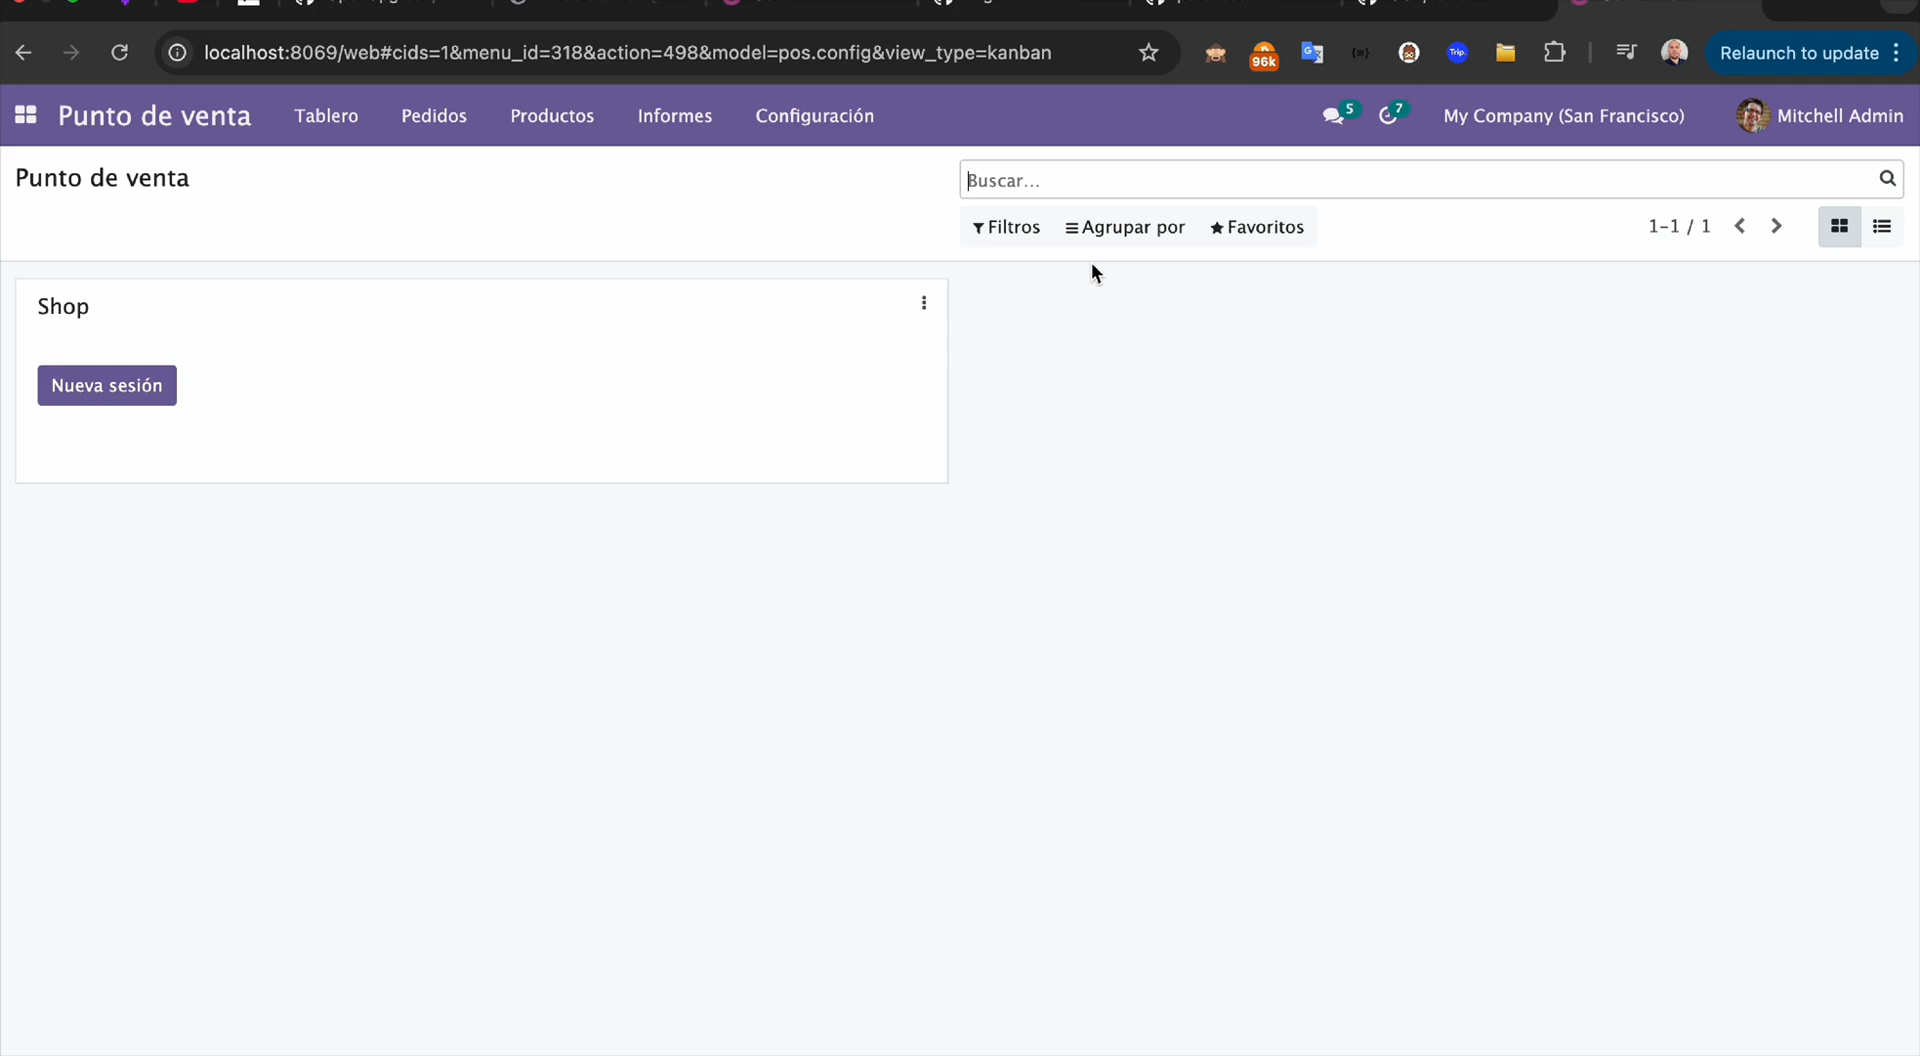 localhost:8069/web#cids=1&menu_id=318&action=498&model=pos.config&view_type=kanban
96k
Trip.
Relaunch to update
Punto de venta
Tablero
Pedidos
Productos
Informes
Configuración
5
7
My Company (San Francisco)
Mitchell Admin
Punto de venta
Buscar...
Filtros
Agrupar por
Favoritos
1-1 / 1
Shop
Nueva sesión